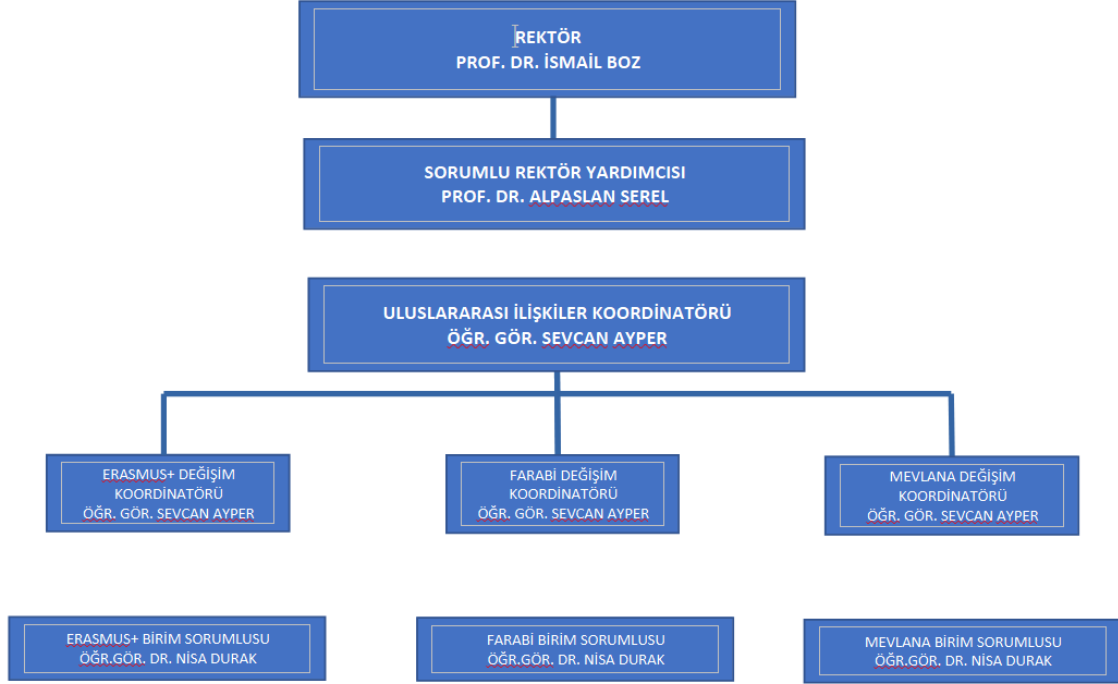 REKTÖR
PROF. DR. İSMAİL BOZ
SORUMLU REKTÖR YARDIMCISI
PROF. DR. ALPASLAN SEREL
ULUSLARARASI İLİŞKİLER KOORDİNATÖRÜ
ÖĞR. GÖR. SEVCAN AYPER
ERASMUS+ DEĞİŞİM
KOORDİNATÖRÜ
ÖĞR. GÖR. SEVCAN AYPER
FARABİ DEĞİŞİM
KOORDİNATÖRÜ
ÖĞR. GÖR. SEVCAN AYPER
MEVLANA DEĞİŞİM
KOORDİNATÖRÜ
ÖĞR. GÖR. SEVCAN AYPER
ERASMUS+ BİRİM SORUMLUSU
ÖĞR.GÖR. DR. NİSA DURAK
FARABİ BİRİM SORUMLUSU
ÖĞR.GÖR. DR. NİSA DURAK
MEVLANA BİRİM SORUMLUSU
ÖĞR.GÖR. DR. NİSA DURAK